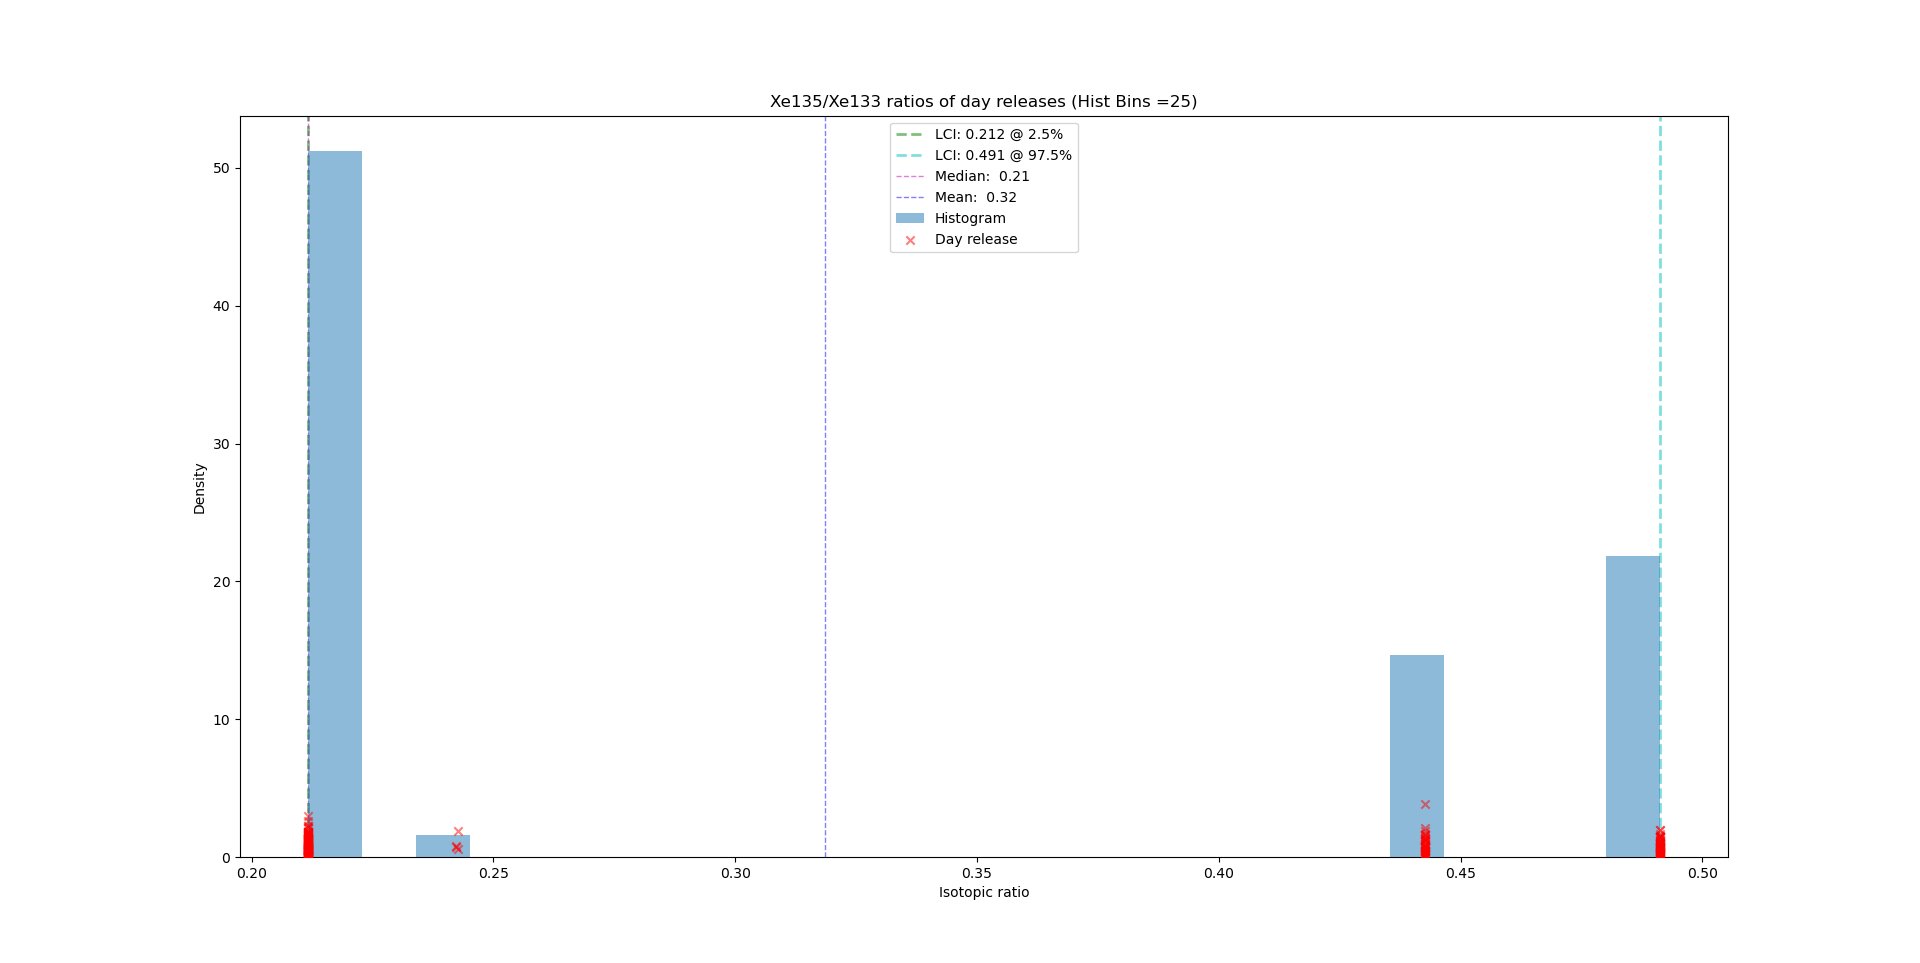 Xe135/Xe133 ratios of day releases (Hist Bins =25)
LCI: 0.212 @ 2.5%
LCI: 0.491 @ 97.5%
Median:  0.21
Mean:  0.32
Histogram
Day release
50
40
30
20
10
0
Density
0.20 0.25 0.30 0.35 0.40 0.45 0.50
Isotopic ratio